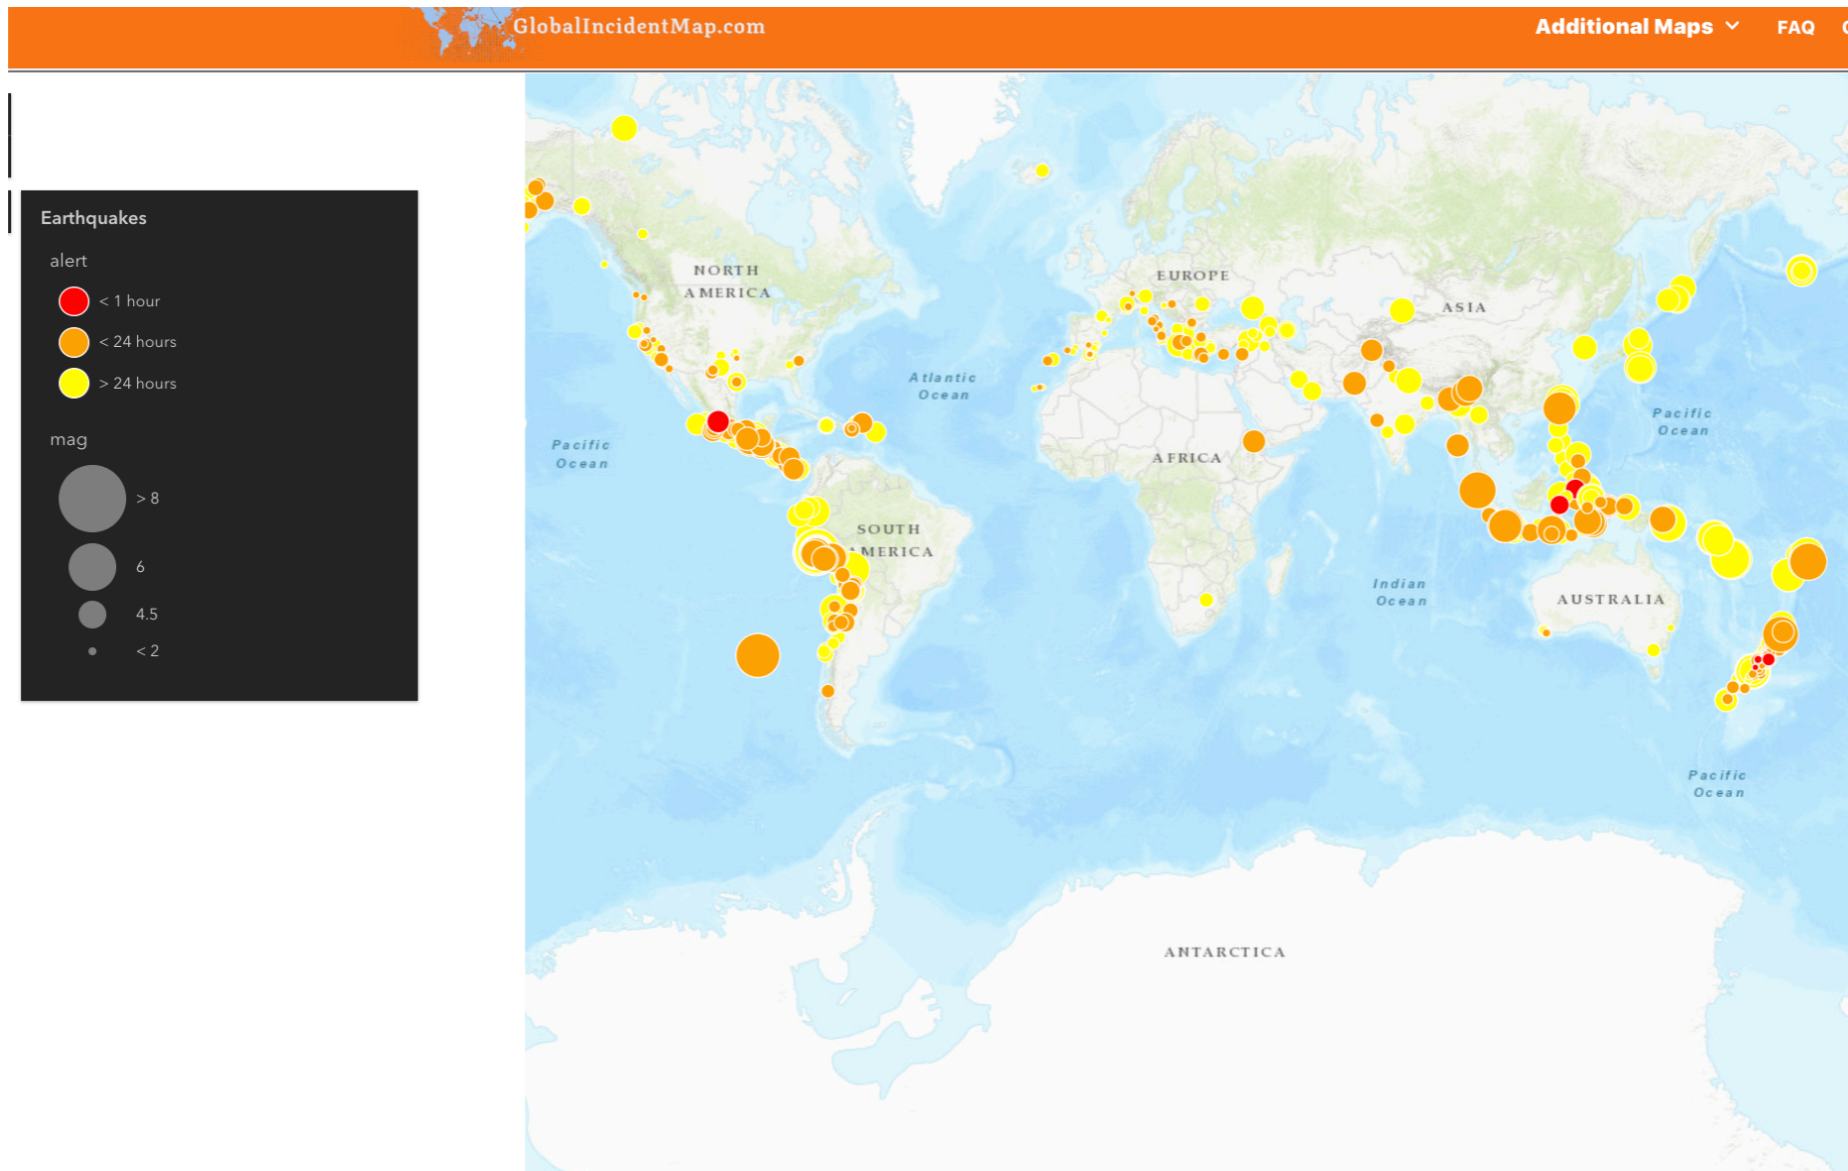 GlobalIncidentMap.com
Additional Maps
FAQ
Earthquakes
alert
< 1 hour
< 24 hours
> 24 hours
mag
> 8
6
4.5
< 2
NORTH
AMERICA
EUROPE
ASIA
Atlantic
Ocean
Pacific
Ocean
Pacific
Ocean
AFRICA
SOUTH
AMERICA
Indian
Ocean
AUSTRALIA
Pacific
Ocean
ANTARCTICA